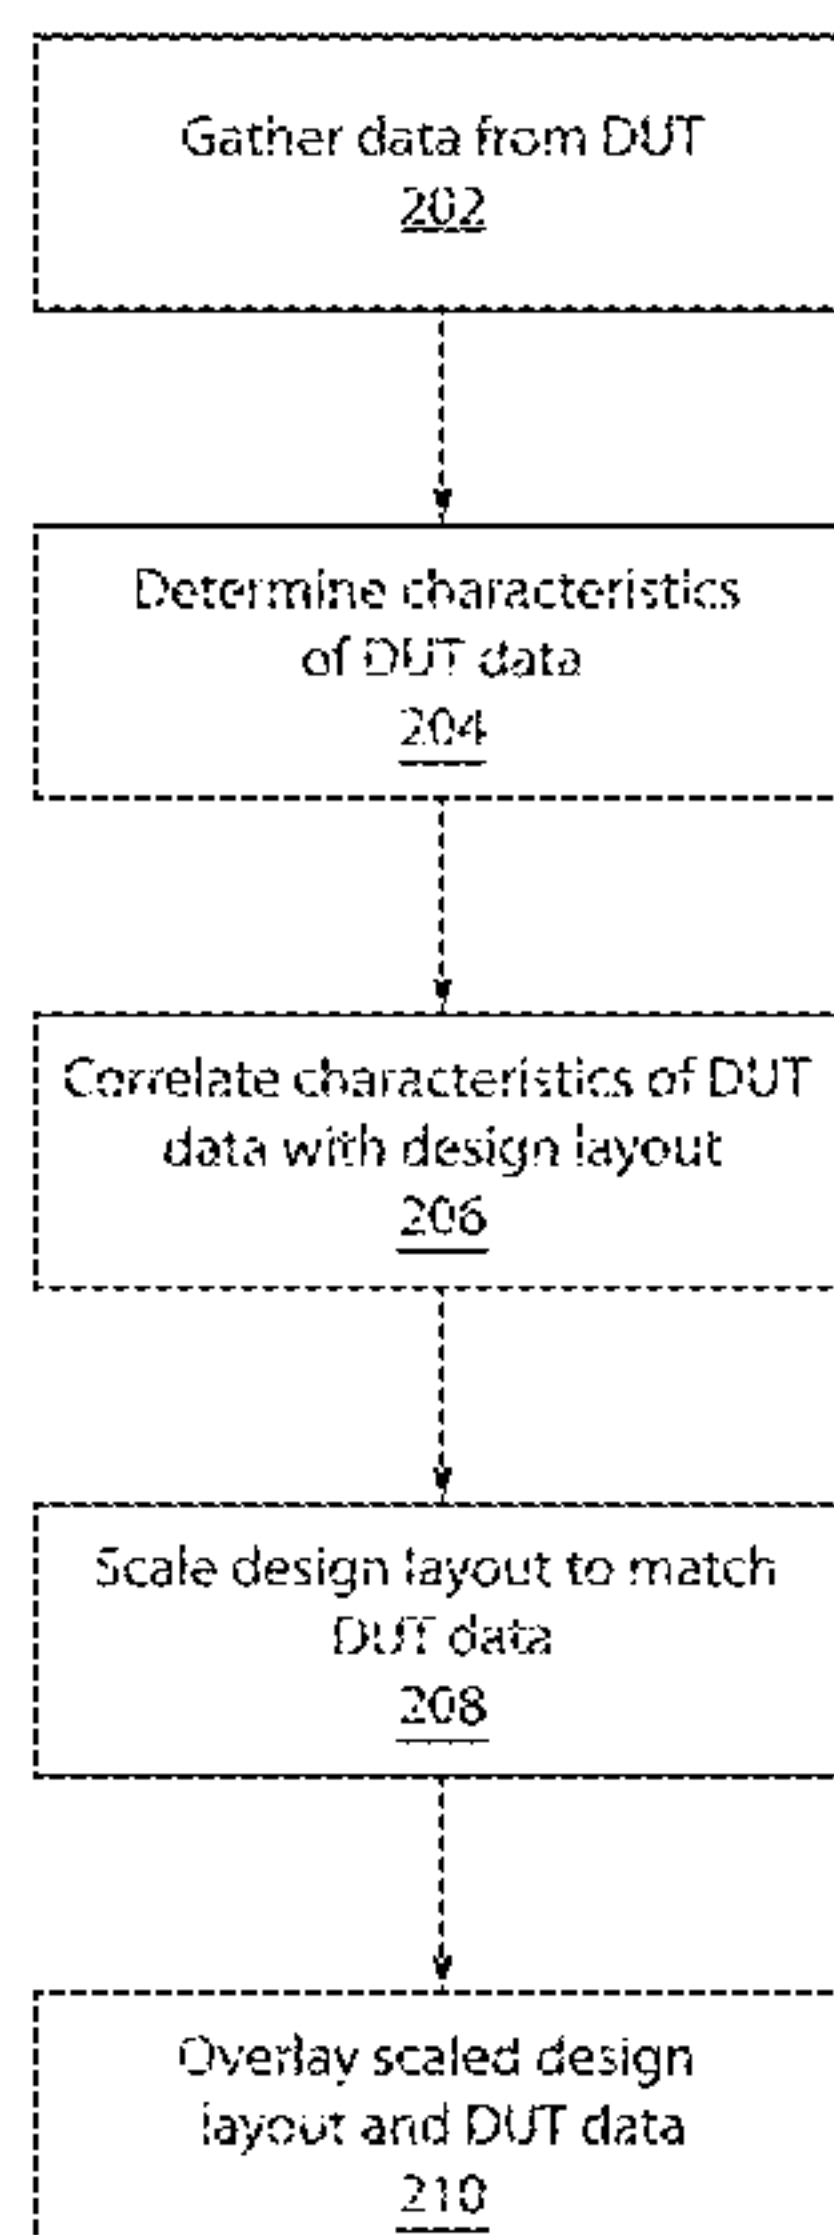 Gather data from DUT
202
Determine characteristics
of DUT data
204
Correlate characteristics of DUT
data with design layout
206
Scale design layout to match
DUT data
208
Overlay scaled design
layout and DUT data
210